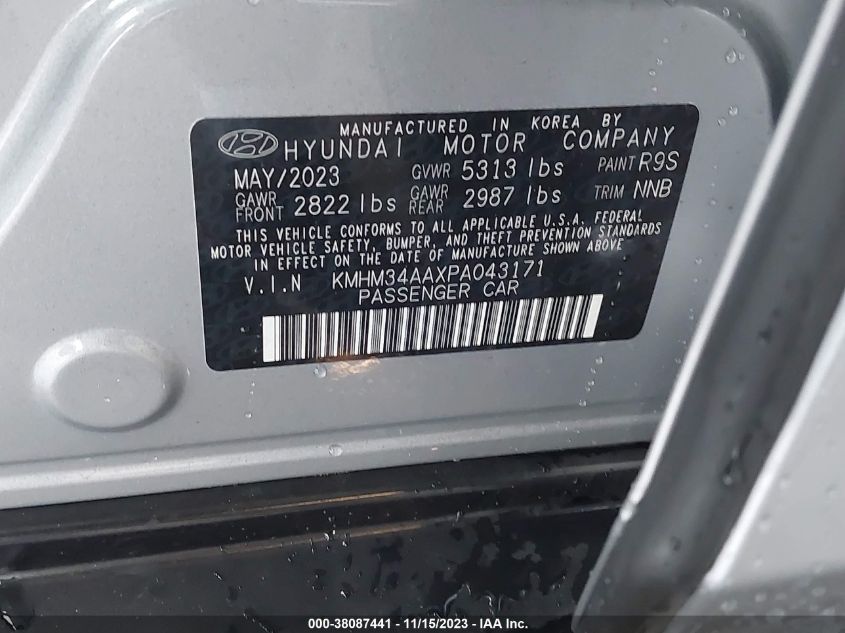 MANUFACTURED IN KOREA BY
HYUNDAI MOTOR COMPANY
MAY/2023 GVWR 5313 lbs PAINT R9S
GAWR FRONT 2822 lbs GAWR REAR 2987 lbs TRIM NNB
THIS VEHICLE CONFORMS TO ALL APPLICABLE U.S.A. FEDERAL
MOTOR VEHICLE SAFETY, BUMPER, AND THEFT PREVENTION STANDARDS
IN EFFECT ON THE DATE OF MANUFACTURE SHOWN ABOVE
V.I.N KMHM34AAXPA043171
PASSENGER CAR
000-38087441 - 11/15/2023 - IAA Inc.